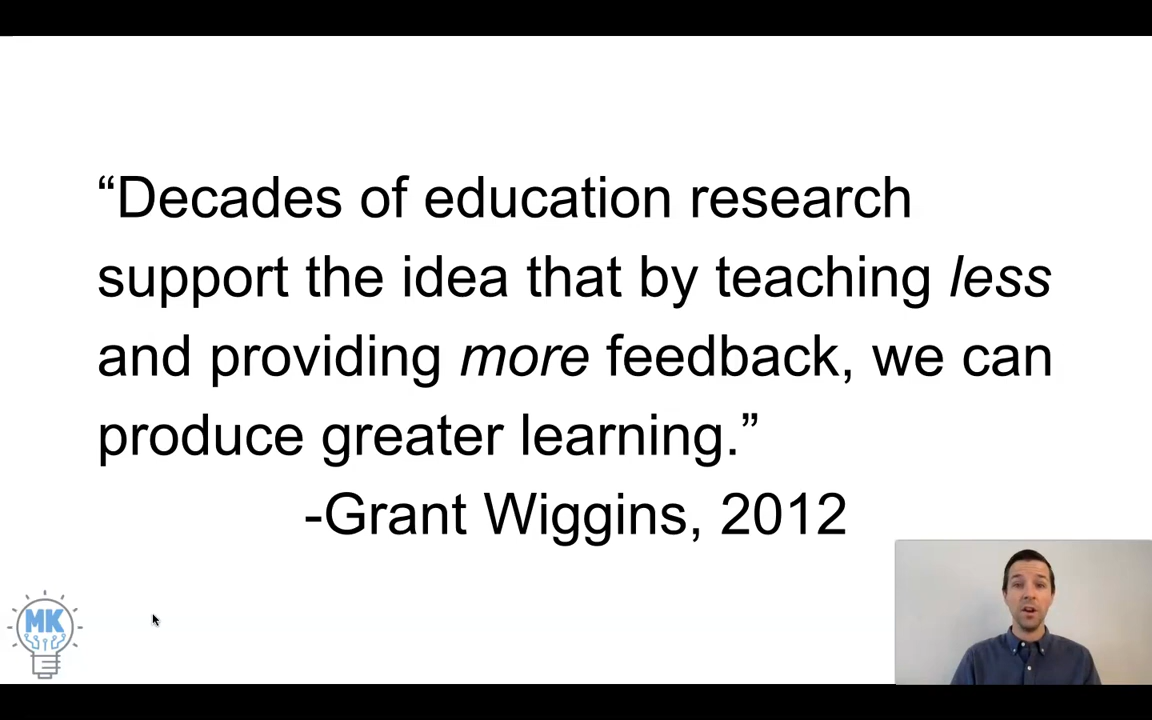 “Decades of education research
support the idea that by teaching less
and providing more feedback, we can
produce greater learning.”
-Grant Wiggins, 2012
MK